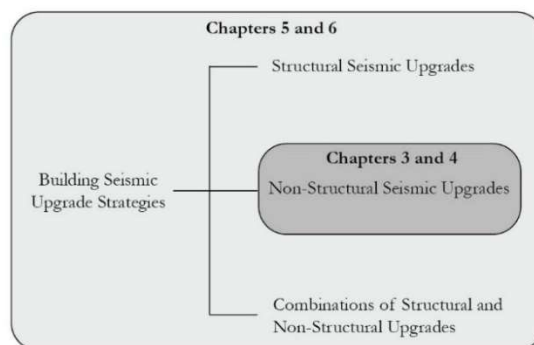 Chapters 5 and 6
Structural Seismic Upgrades
Chapters 3 and 4
Building Seismic
Upgrade Strategies
Non-Structural Seismic Upgrades
Combinations of Structural and
Non-Structural Upgrades